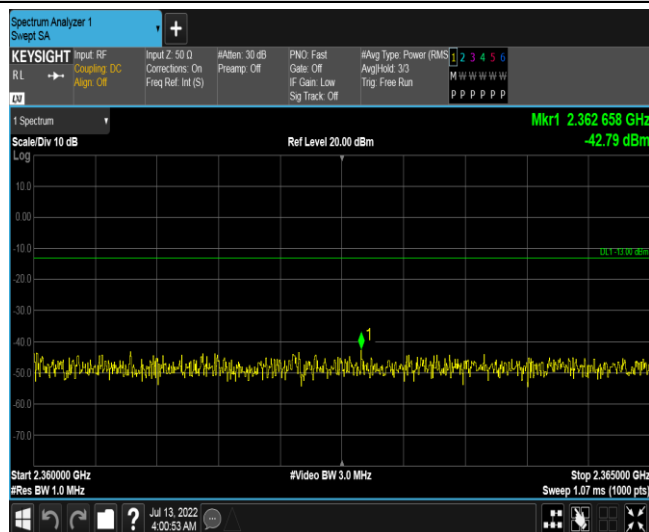 Spectrum Analyzer 1
Swept SA
+
KEYSIGHT
RL
LXI
Input: RF
Coupling: DC
Align: Off
Input Z: 50 Ω
Corrections: On
Freq Ref: Int (S)
#Atten: 30 dB
Preamp: Off
PNO: Fast
Gate: Off
IF Gain: Low
Sig Track: Off
#Avg Type: Power (RMS
Avg|Hold: 3/3
Trig: Free Run
1 2 3 4 5 6
M W W W W W
P P P P P P
1 Spectrum
Mkr1 2.362 658 GHz
-42.79 dBm
Scale/Div 10 dB
Ref Level 20.00 dBm
Log
10.0
0.00
-10.0
DL1 -13.00 dBm
-20.0
-30.0
-40.0
1
-50.0
-60.0
-70.0
Start 2.360000 GHz
#Video BW 3.0 MHz
Stop 2.365000 GHz
#Res BW 1.0 MHz
Sweep 1.07 ms (1000 pts)
?
Jul 13, 2022
4:00:53 AM